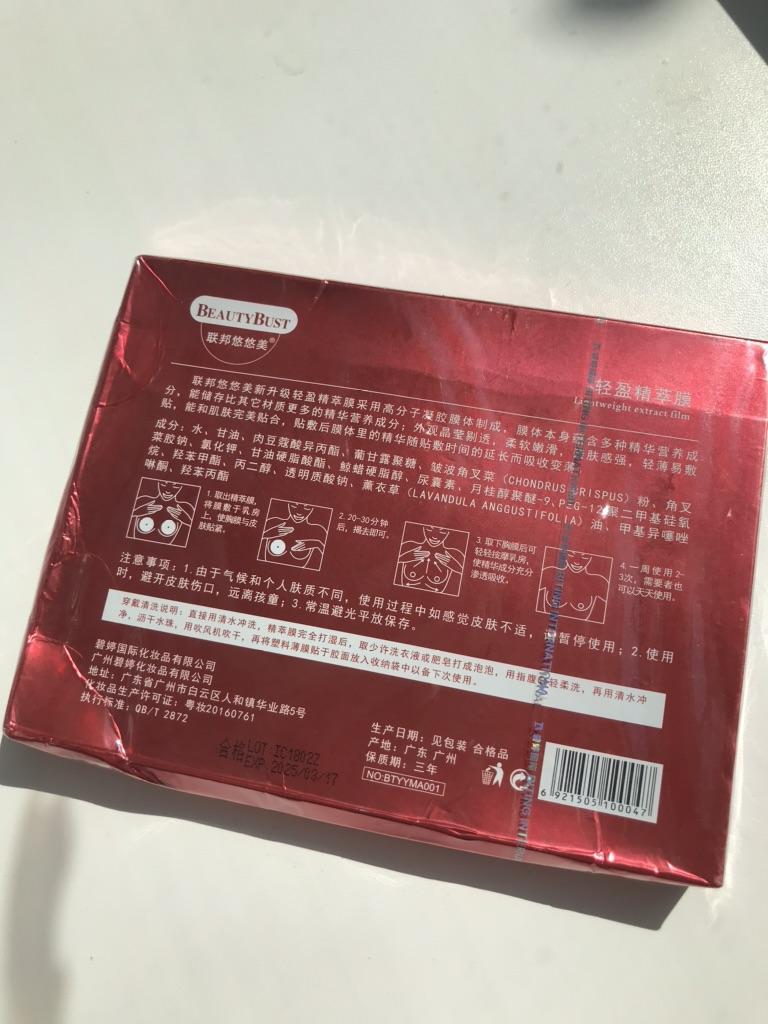 BEAUTYBUST
联邦悠悠美®
轻盈精萃膜
Lightweight extract film
联邦悠悠美新升级轻盈精萃膜采用高分子凝胶膜体制成，膜体本身蕴含多种精华营养成
分，能储存比其它材质更多的精华营养成分；外观晶莹剔透，柔软嫩滑，肌肤感强，轻薄易敷
贴，能和肌肤完美贴合，贴敷后膜体里的精华随贴敷时间的延长而吸收变薄。
成分：水、甘油、肉豆蔻酸异丙酯、葡甘露聚糖、皱波角叉菜（CHONDRUS CRISPUS）粉、角叉
菜胶钠、氯化钾、甘油硬脂酸酯、鲸蜡硬脂醇、尿囊素、月桂醇聚醚-9、PEG-12聚二甲基硅氧
烷、羟苯甲酯、丙二醇、透明质酸钠、薰衣草（LAVANDULA ANGGUSTIFOLIA）油、甲基异噻唑
啉酮、羟苯丙酯
1.取出精萃膜，
将膜敷于乳房
上，使胸膜与皮
肤贴紧。
2.20-30分钟
后，揭去即可。
3.取下胸膜后可
轻轻按摩乳房，
使精华成分充分
渗透吸收。
4.一周使用2-
3次，需要者也
可以天天使用。
注意事项：1.由于气候和个人肤质不同，使用过程中如感觉皮肤不适，请暂停使用；2.使用
时，避开皮肤伤口，远离孩童；3.常温避光平放保存。
穿戴清洗说明：直接用清水冲洗，精萃膜完全打湿后，取少许洗衣液或肥皂打成泡泡，用指腹轻轻柔洗，再用清水冲
净，沥干水珠，用吹风机吹干，再将塑料薄膜贴于胶面放入收纳袋中以备下次使用。
碧婷国际化妆品有限公司
广州碧婷化妆品有限公司
地址：广东省广州市白云区人和镇华业路5号
化妆品生产许可证：粤妆20160761
执行标准：QB/T 2872
合格 LOT IC1802Z
EXP 2025/03/17
生产日期：见包装 合格品
产地：广东 广州
保质期：三年
NO:BTYYMA001
6 921505 100047